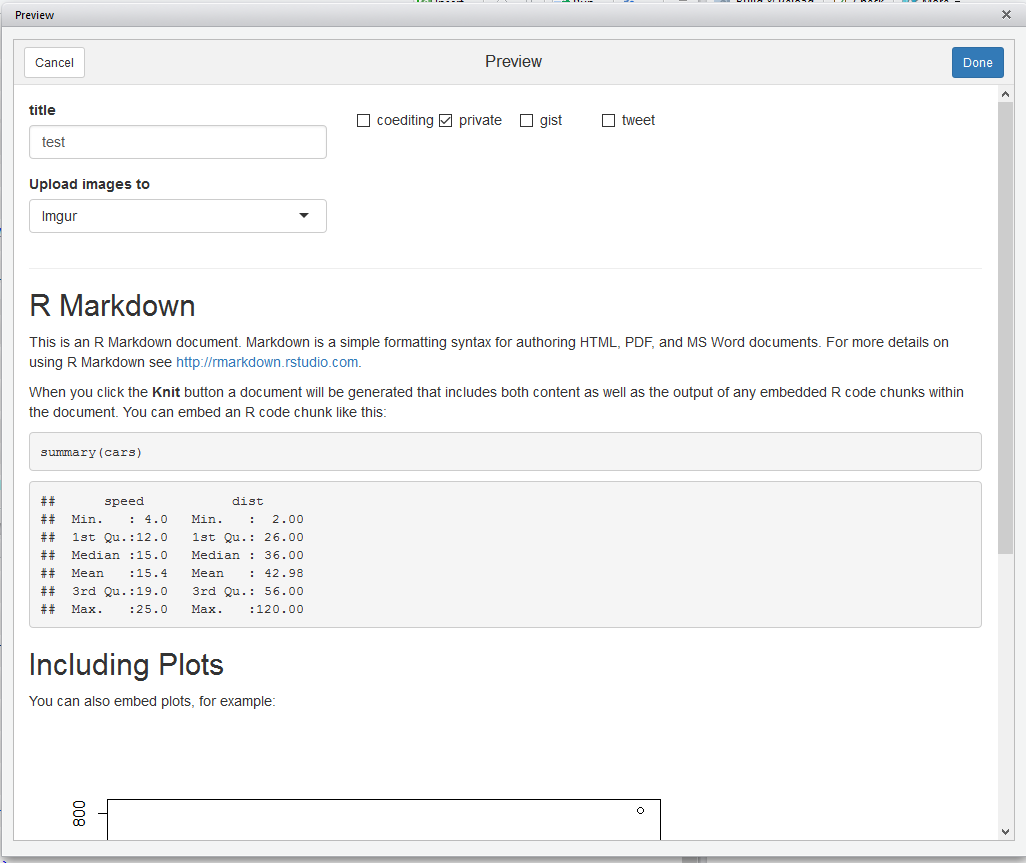 Preview
Cancel
Preview
Done
title
coediting private gist tweet
test
Upload images to
Imgur
R Markdown
This is an R Markdown document. Markdown is a simple formatting syntax for authoring HTML, PDF, and MS Word documents. For more details on
using R Markdown see http://rmarkdown.rstudio.com.
When you click the Knit button a document will be generated that includes both content as well as the output of any embedded R code chunks within
the document. You can embed an R code chunk like this:
summary(cars)
##      speed           dist
##  Min.   : 4.0   Min.   :  2.00
##  1st Qu.:12.0   1st Qu.: 26.00
##  Median :15.0   Median : 36.00
##  Mean   :15.4   Mean   : 42.98
##  3rd Qu.:19.0   3rd Qu.: 56.00
##  Max.   :25.0   Max.   :120.00
Including Plots
You can also embed plots, for example:
800